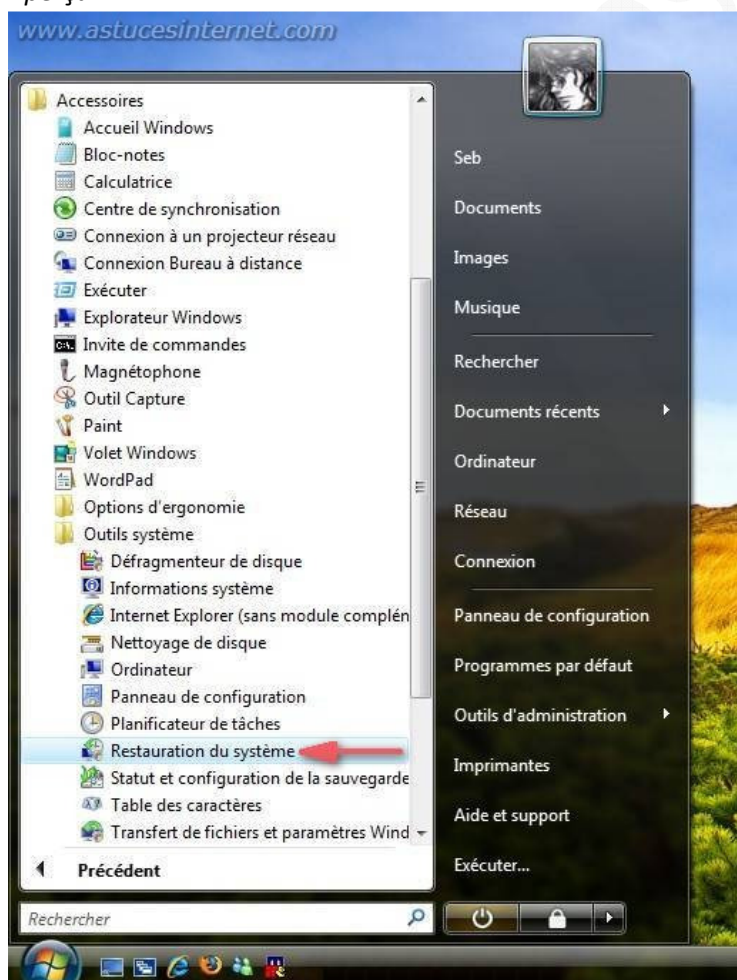 www.astucesinternet.com
Accessoires
Accueil Windows
Bloc-notes
Calculatrice
Centre de synchronisation
Connexion à un projecteur réseau
Connexion Bureau à distance
Exécuter
Explorateur Windows
Invite de commandes
Magnétophone
Outil Capture
Paint
Volet Windows
WordPad
Options d'ergonomie
Outils système
Défragmenteur de disque
Informations système
Internet Explorer (sans module complén
Nettoyage de disque
Ordinateur
Panneau de configuration
Planificateur de tâches
Restauration du système
Statut et configuration de la sauvegarde
Table des caractères
Transfert de fichiers et paramètres Wind
Précédent
Rechercher
Seb
Documents
Images
Musique
Rechercher
Documents récents
Ordinateur
Réseau
Connexion
Panneau de configuration
Programmes par défaut
Outils d'administration
Imprimantes
Aide et support
Exécuter...